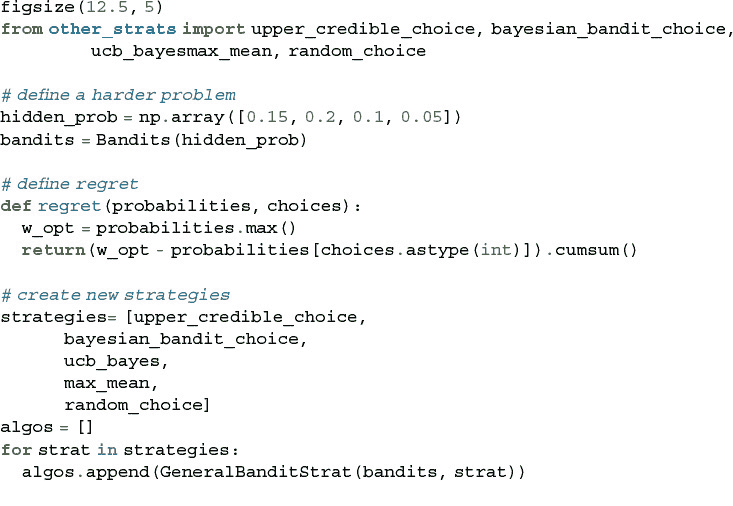 figsize(12.5, 5)
from other_strats import upper_credible_choice, bayesian_bandit_choice,
        ucb_bayesmax_mean, random_choice

# define a harder problem
hidden_prob = np.array([0.15, 0.2, 0.1, 0.05])
bandits = Bandits(hidden_prob)

# define regret
def regret(probabilities, choices):
  w_opt = probabilities.max()
  return(w_opt - probabilities[choices.astype(int)]).cumsum()

# create new strategies
strategies= [upper_credible_choice,
      bayesian_bandit_choice,
      ucb_bayes,
      max_mean,
      random_choice]
algos = []
for strat in strategies:
  algos.append(GeneralBanditStrat(bandits, strat))